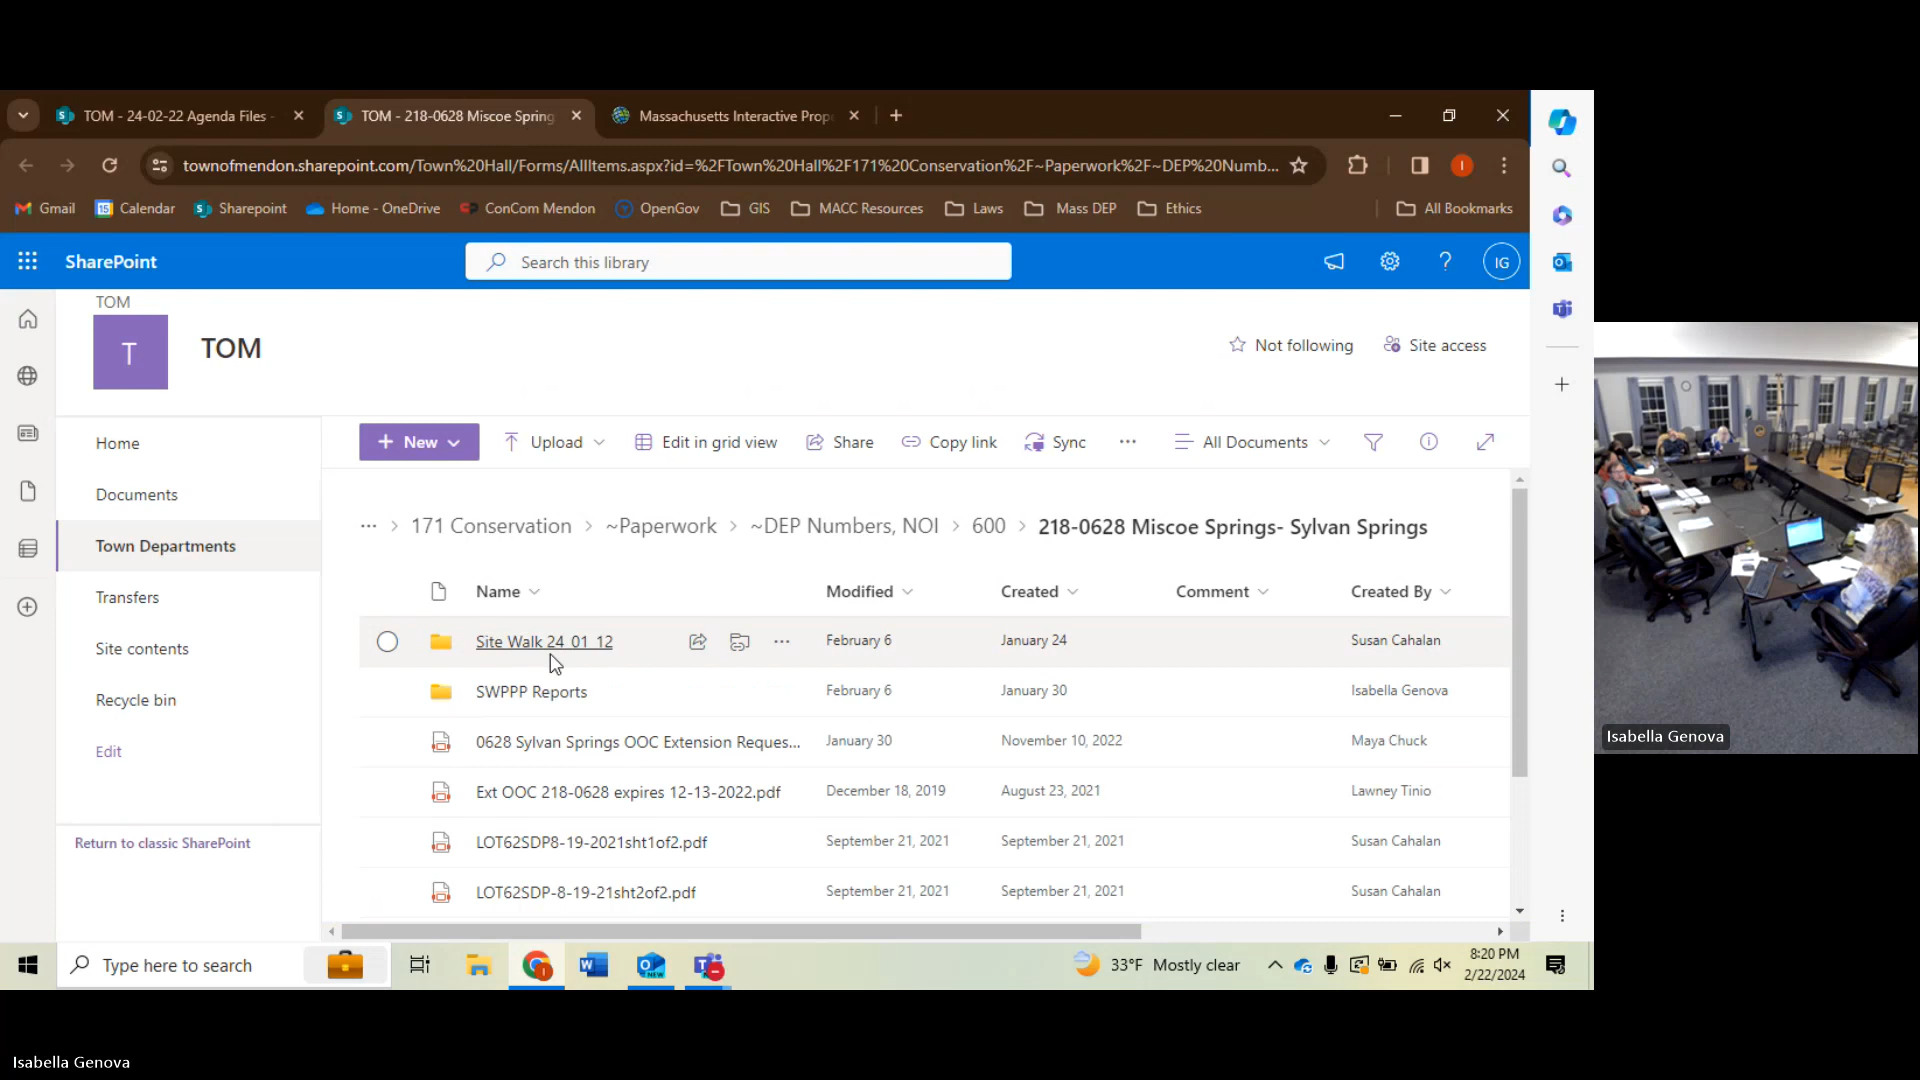 TOM - 24-02-22 Agenda Files -
TOM - 218-0628 Miscoe Spring
Massachusetts Interactive Prop
townofmendon.sharepoint.com/Town%20Hall/Forms/AllItems.aspx?id=%2FTown%20Hall%2F171%20Conservation%2F~Paperwork%2F~DEP%20Numb...
I
Gmail
15
Calendar
Sharepoint
Home - OneDrive
ConCom Mendon
OpenGov
GIS
MACC Resources
Laws
Mass DEP
Ethics
All Bookmarks
SharePoint
Search this library
IG
TOM
T
TOM
Not following
Site access
Home
Documents
Town Departments
Transfers
Site contents
Recycle bin
Edit
Return to classic SharePoint
+ New
Upload
Edit in grid view
Share
Copy link
Sync
...
All Documents
... > 171 Conservation > ~Paperwork > ~DEP Numbers, NOI > 600 > 218-0628 Miscoe Springs- Sylvan Springs
Name Modified Created Comment Created By
Site Walk 24_01_12 February 6 January 24 Susan Cahalan
SWPPP Reports February 6 January 30 Isabella Genova
0628 Sylvan Springs OOC Extension Reques... January 30 November 10, 2022 Maya Chuck
Ext OOC 218-0628 expires 12-13-2022.pdf December 18, 2019 August 23, 2021 Lawney Tinio
LOT62SDP8-19-2021sht1of2.pdf September 21, 2021 September 21, 2021 Susan Cahalan
LOT62SDP-8-19-21sht2of2.pdf September 21, 2021 September 21, 2021 Susan Cahalan
Type here to search
33°F Mostly clear
8:20 PM
2/22/2024
Isabella Genova
Isabella Genova